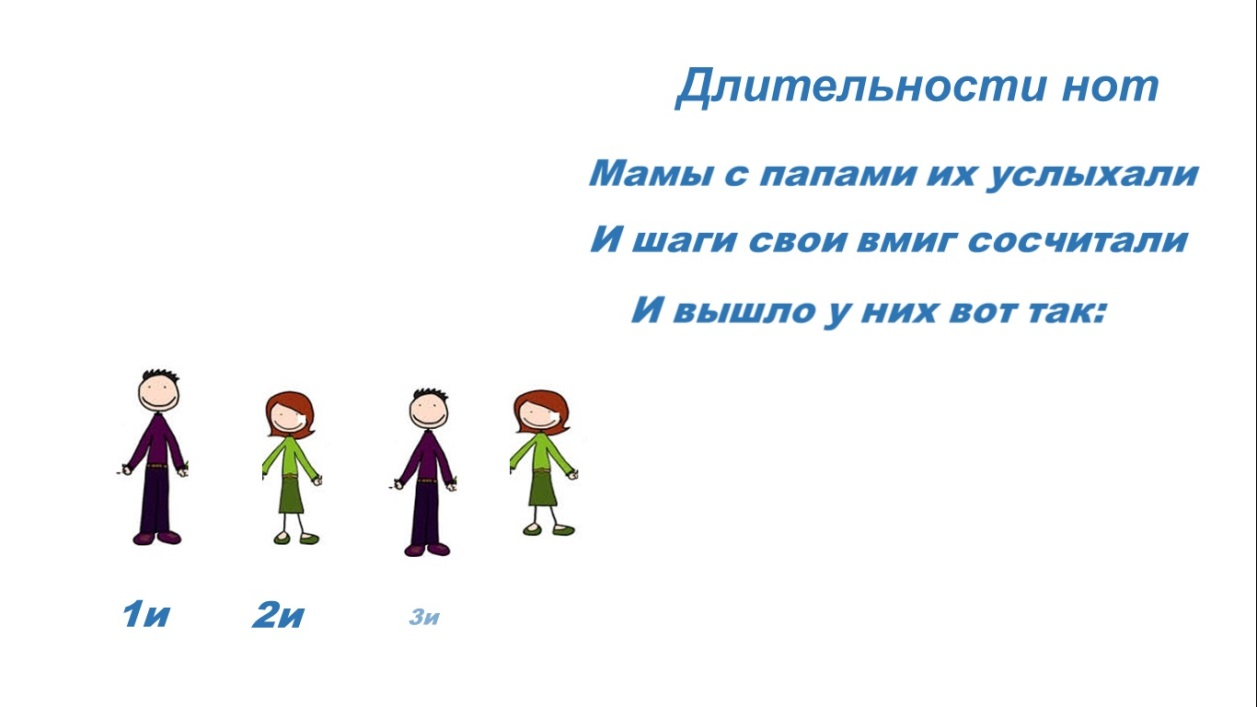 Длительности нот
Мамы с папами их услыхали
И шаги свои вмиг сосчитали
И вышло у них вот так:
1и 2и 3и